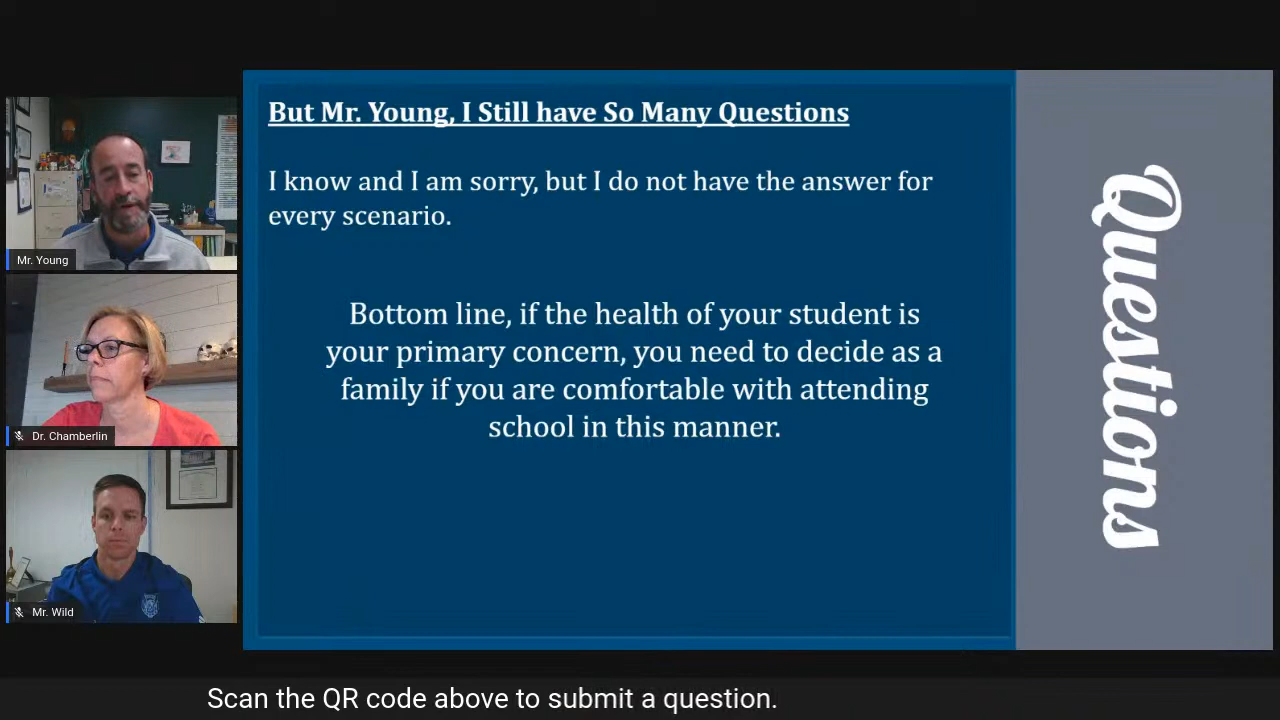 But Mr. Young, I Still have So Many Questions
I know and I am sorry, but I do not have the answer for
every scenario.
Bottom line, if the health of your student is
your primary concern, you need to decide as a
family if you are comfortable with attending
school in this manner.
Questions
Mr. Young
Dr. Chamberlin
Mr. Wild
Scan the QR code above to submit a question.